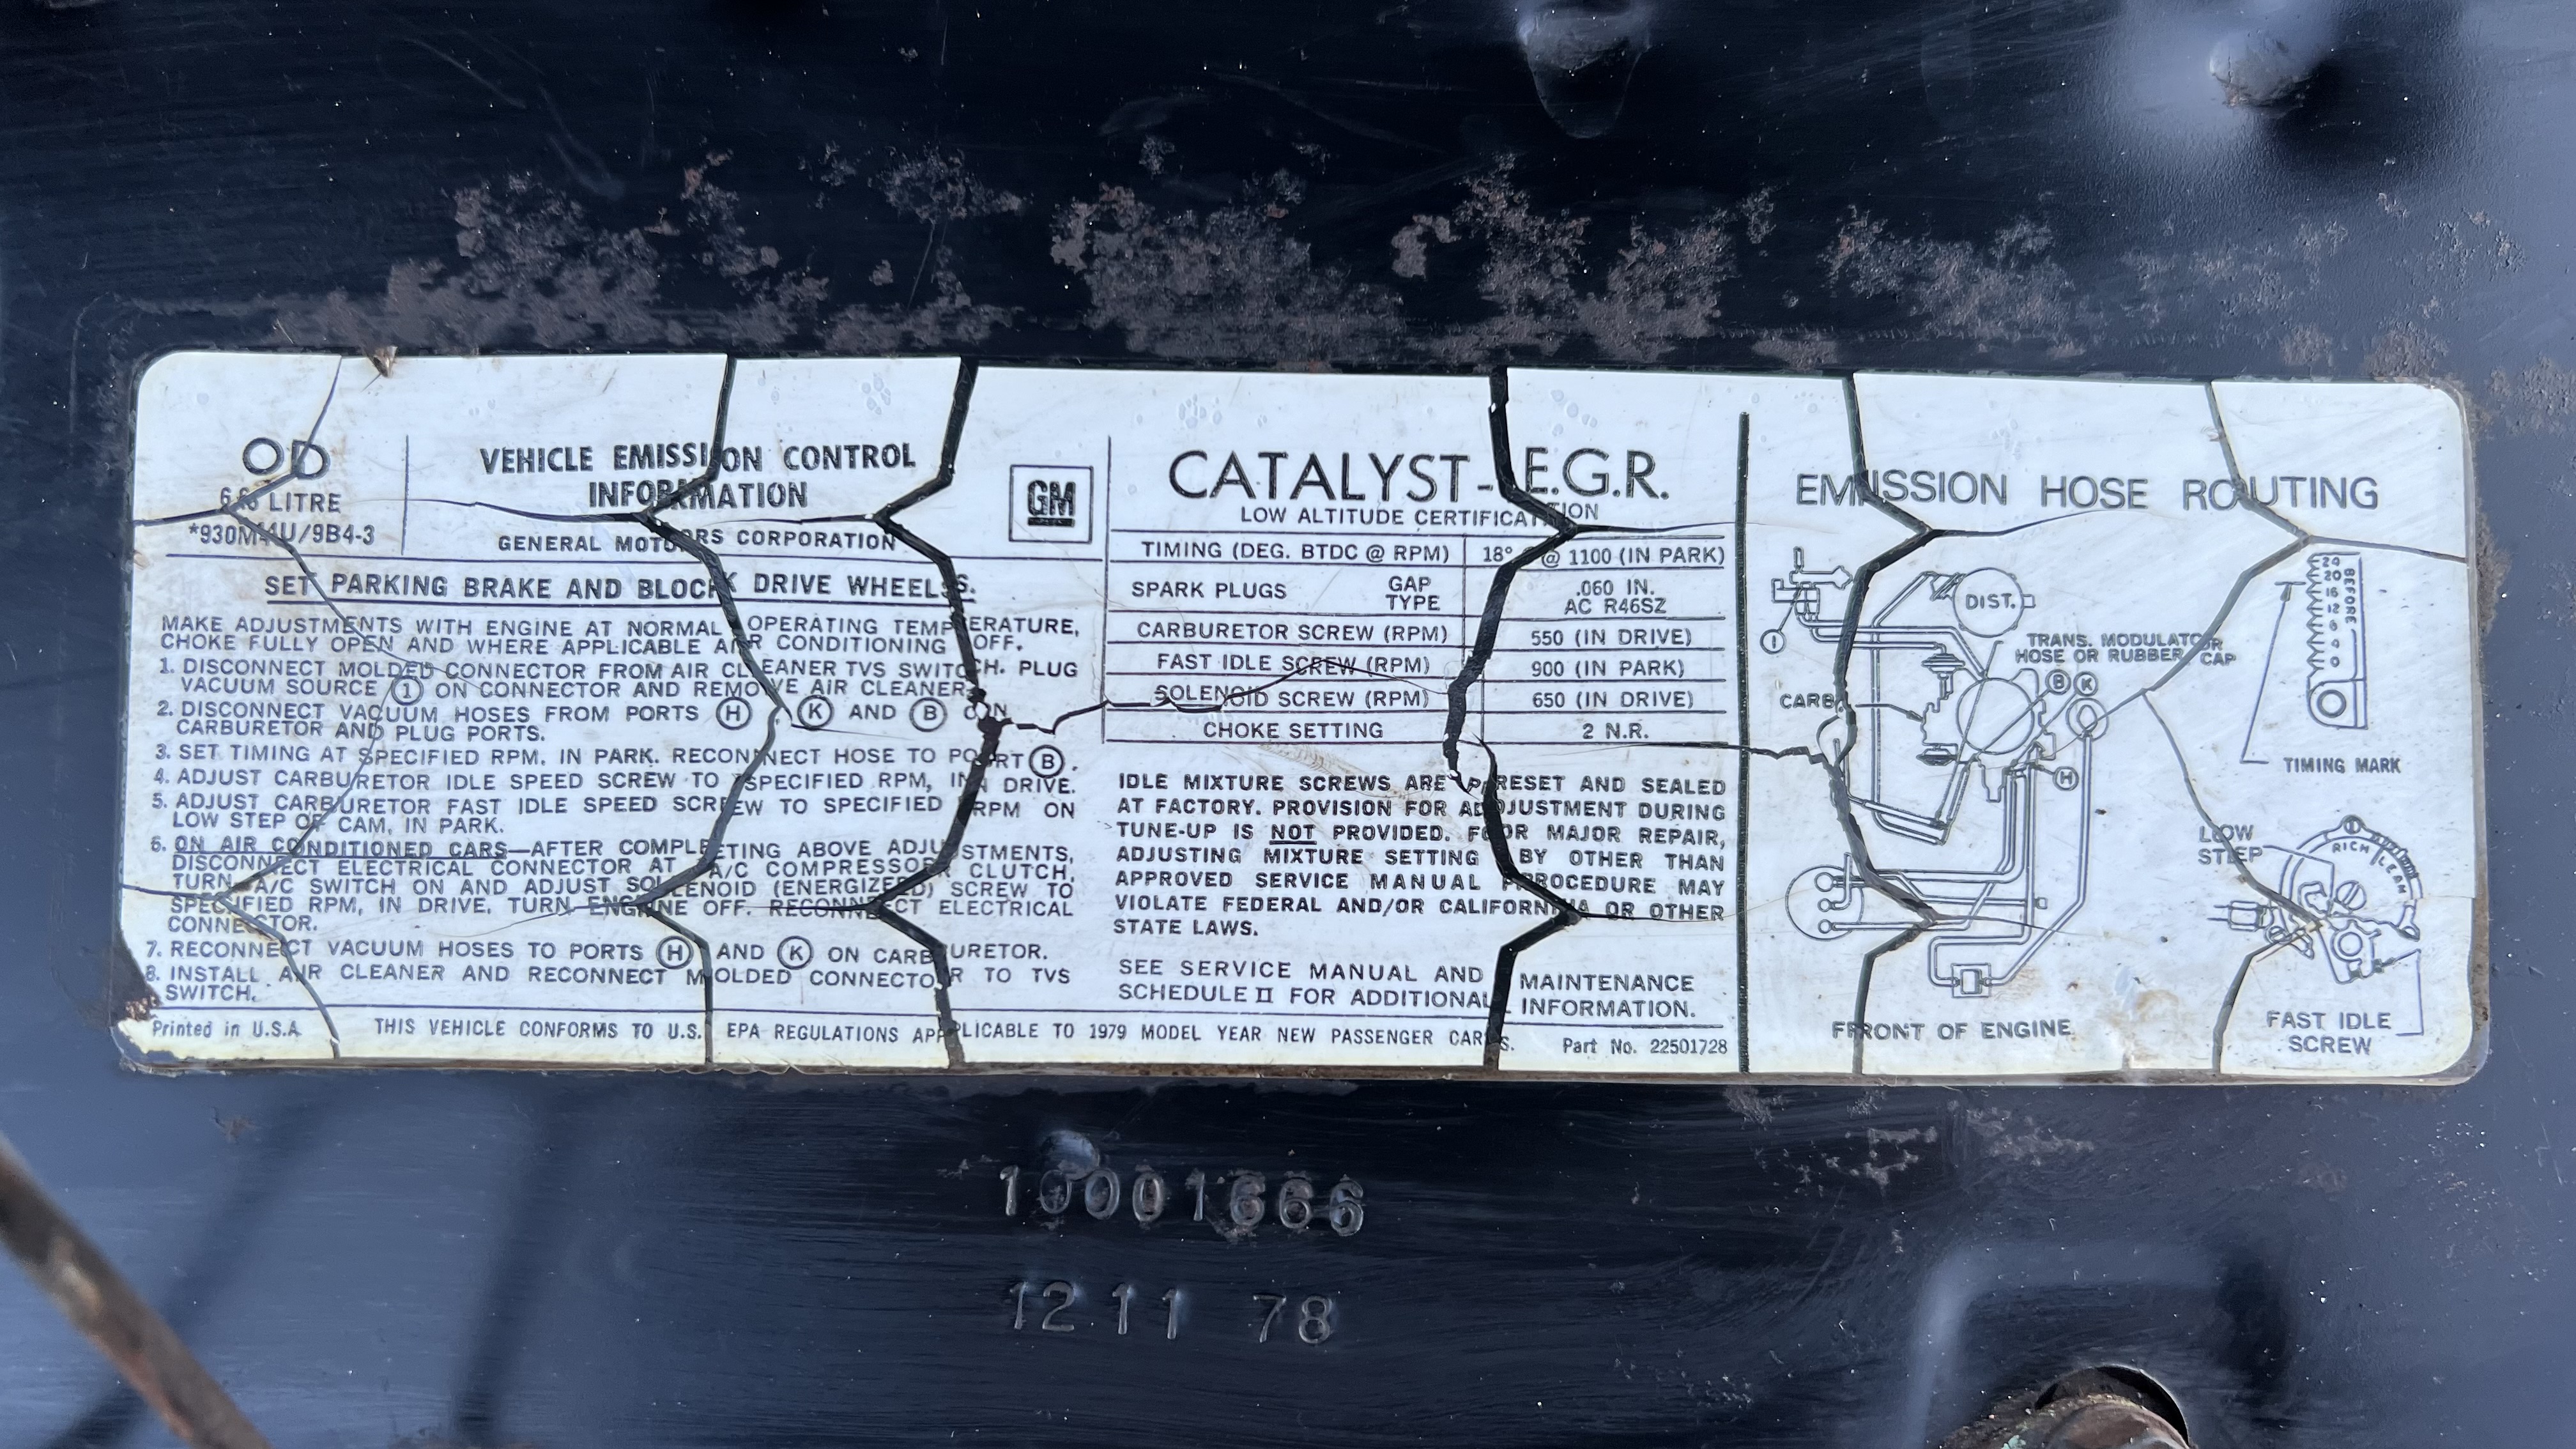 OD
LITRE
*930M44U/9B4-3
VEHICLE EMISSION CONTROL
INFORMATION
GENERAL MOTORS CORPORATION
GM
SET PARKING BRAKE AND BLOCK DRIVE WHEELS.
MAKE ADJUSTMENTS WITH ENGINE AT NORMAL OPERATING TEMPERATURE,
CHOKE FULLY OPEN AND WHERE APPLICABLE AIR CONDITIONING OFF.
1. DISCONNECT MOLDED CONNECTOR FROM AIR CLEANER TVS SWITCH. PLUG
VACUUM SOURCE 1 ON CONNECTOR AND REMOVE AIR CLEANER.
2. DISCONNECT VACUUM HOSES FROM PORTS H, K AND B ON
CARBURETOR AND PLUG PORTS.
3. SET TIMING AT SPECIFIED RPM, IN PARK. RECONNECT HOSE TO PORT B.
4. ADJUST CARBURETOR IDLE SPEED SCREW TO SPECIFIED RPM, IN DRIVE.
5. ADJUST CARBURETOR FAST IDLE SPEED SCREW TO SPECIFIED RPM ON
LOW STEP OF CAM, IN PARK.
6. ON AIR CONDITIONED CARS—AFTER COMPLETING ABOVE ADJUSTMENTS,
DISCONNECT ELECTRICAL CONNECTOR AT A/C COMPRESSOR CLUTCH,
TURN A/C SWITCH ON AND ADJUST SOLENOID (ENERGIZED) SCREW TO
SPECIFIED RPM, IN DRIVE. TURN ENGINE OFF. RECONNECT ELECTRICAL
CONNECTOR.
7. RECONNECT VACUUM HOSES TO PORTS H AND K ON CARBURETOR.
8. INSTALL AIR CLEANER AND RECONNECT MOLDED CONNECTOR TO TVS
SWITCH.
Printed in U.S.A.
THIS VEHICLE CONFORMS TO U.S. EPA REGULATIONS APPLICABLE TO 1979 MODEL YEAR NEW PASSENGER CARS.
Part No. 22501728
CATALYST-E.G.R.
LOW ALTITUDE CERTIFICATION
TIMING (DEG. BTDC @ RPM) 18° @ 1100 (IN PARK)
SPARK PLUGS GAP .060 IN.
TYPE AC R46SZ
CARBURETOR SCREW (RPM) 550 (IN DRIVE)
FAST IDLE SCREW (RPM) 900 (IN PARK)
SOLENOID SCREW (RPM) 650 (IN DRIVE)
CHOKE SETTING 2 N.R.
IDLE MIXTURE SCREWS ARE PRESET AND SEALED
AT FACTORY. PROVISION FOR ADJUSTMENT DURING
TUNE-UP IS NOT PROVIDED. FOR MAJOR REPAIR,
ADJUSTING MIXTURE SETTING BY OTHER THAN
APPROVED SERVICE MANUAL PROCEDURE MAY
VIOLATE FEDERAL AND/OR CALIFORNIA OR OTHER
STATE LAWS.
SEE SERVICE MANUAL AND MAINTENANCE
SCHEDULE II FOR ADDITIONAL INFORMATION.
EMISSION HOSE ROUTING
DIST.
1
TRANS. MODULATOR
HOSE OR RUBBER CAP
B K
CARB.
H
FRONT OF ENGINE
24
20
16
12
8
4
0
BEFORE
TIMING MARK
LOW
STEP
RICH LEAN
FAST IDLE
SCREW
10001666
12 11 78